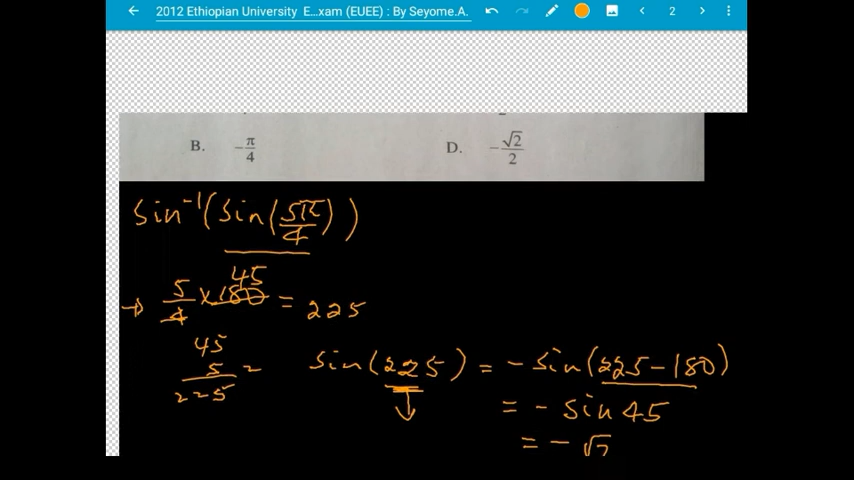 2012 Ethiopian University E...xam (EUEE) : By Seyome.A.
2
B. -π/4
D. -√2/2
Sin⁻¹(Sin(5π/4))
→ 5/4 × 180 = 225
45
45
5 =
225
Sin(225) = - Sin(225 - 180)
= - Sin 45
= - √2